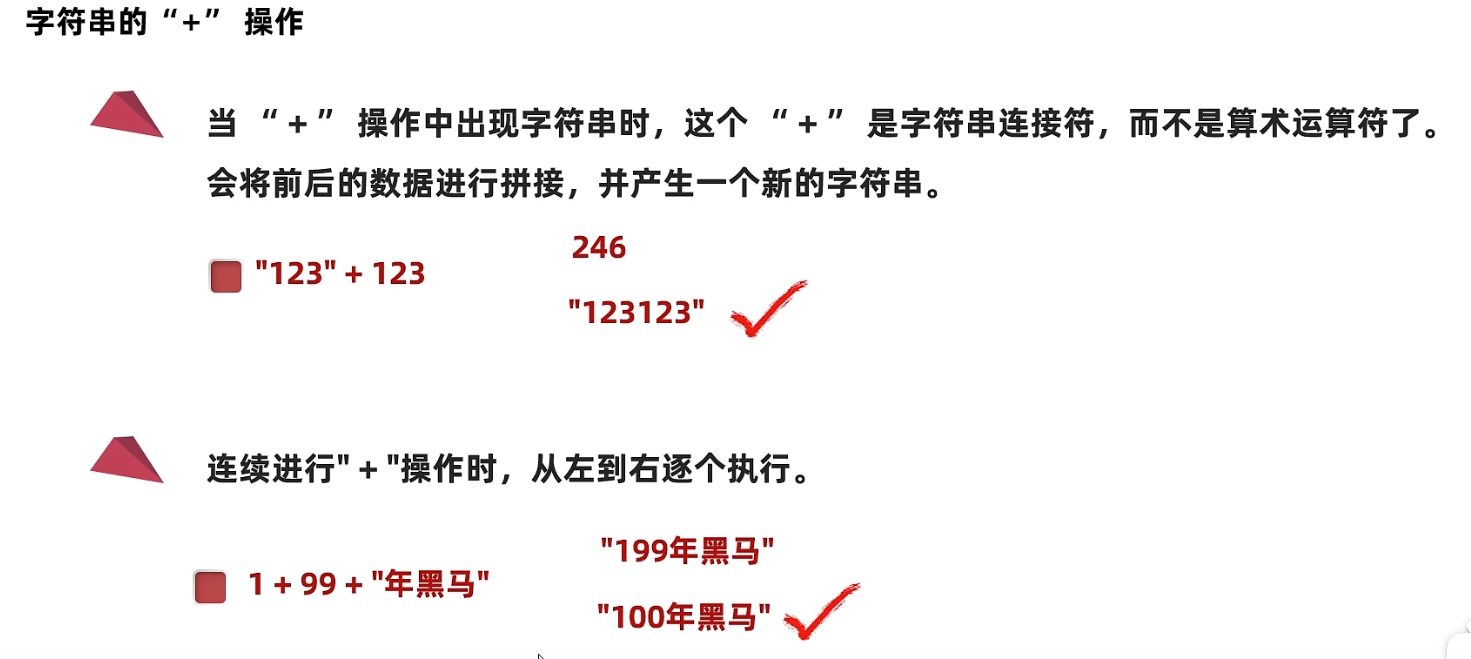 字符串的“+” 操作
当 “+” 操作中出现字符串时，这个 “+” 是字符串连接符，而不是算术运算符了。
会将前后的数据进行拼接，并产生一个新的字符串。
246
"123" + 123
"123123"
连续进行"+"操作时，从左到右逐个执行。
"199年黑马"
1 + 99 + "年黑马"
"100年黑马"